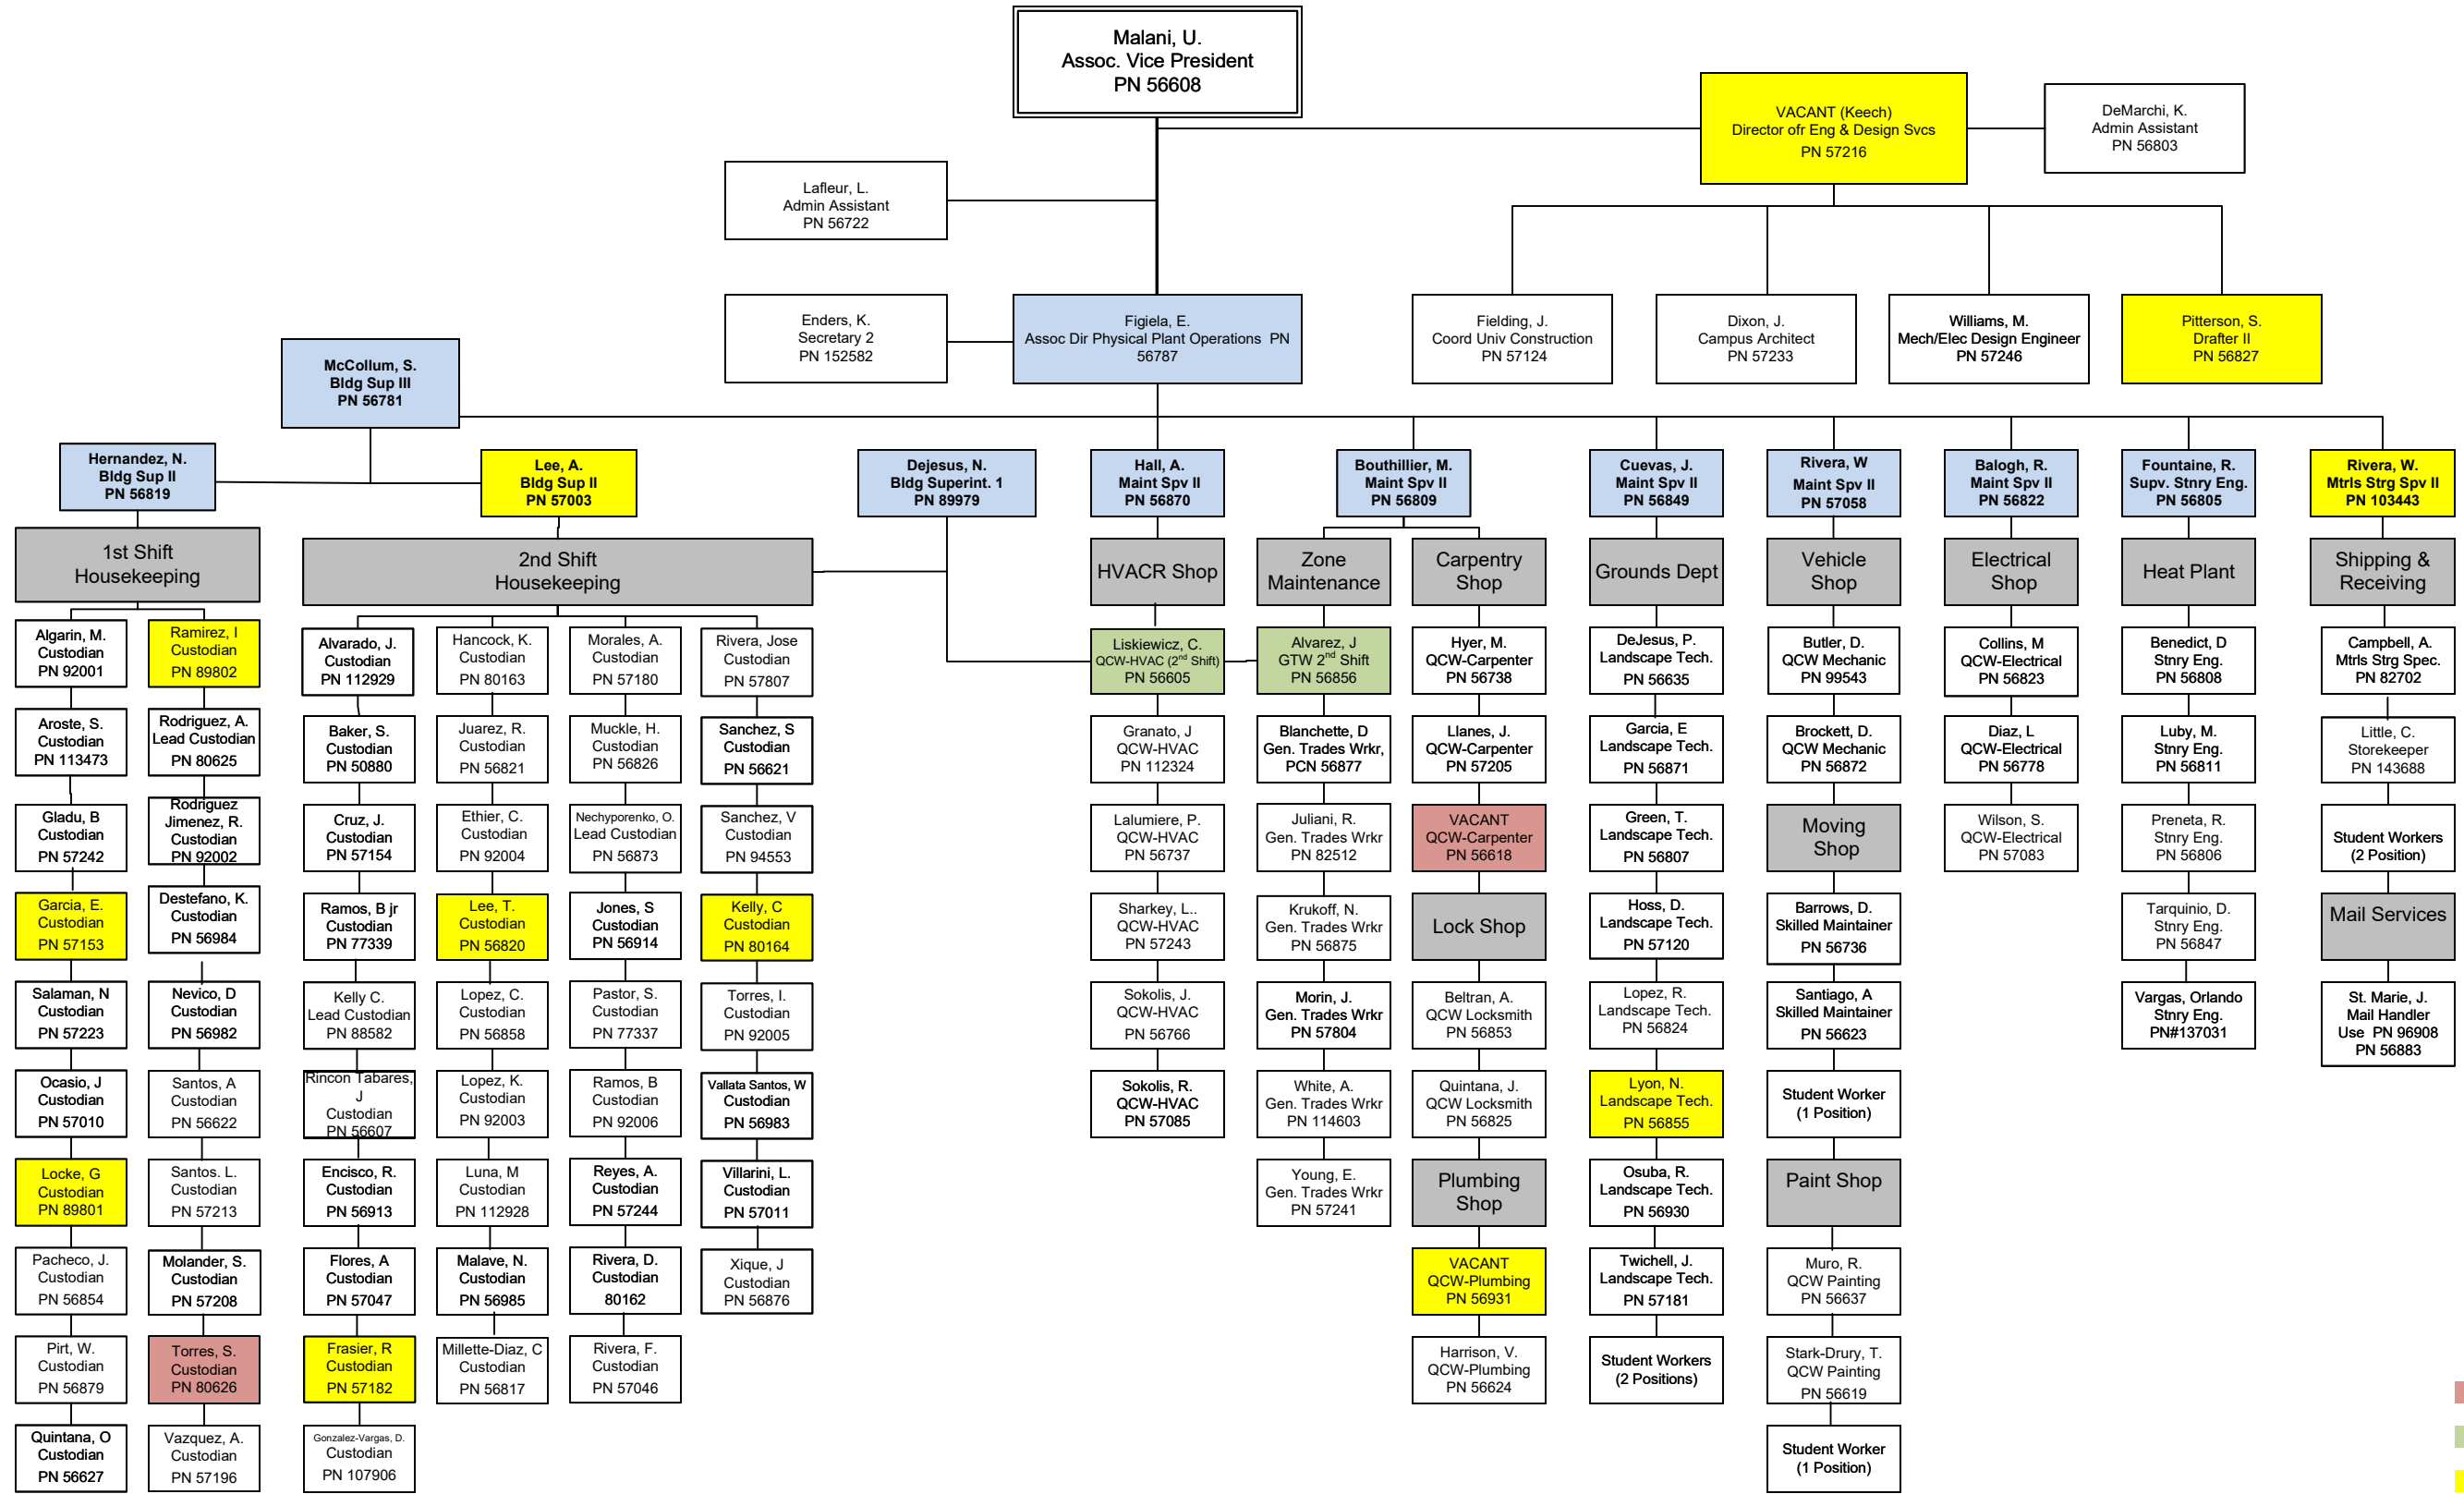 Malani, U.
Assoc. Vice President
PN 56608
VACANT (Keech)
Director ofr Eng & Design Svcs
PN 57216
DeMarchi, K.
Admin Assistant
PN 56803
Lafleur, L.
Admin Assistant
PN 56722
Enders, K.
Secretary 2
PN 152582
Figiela, E.
Assoc Dir Physical Plant Operations PN
56787
Fielding, J.
Coord Univ Construction
PN 57124
Dixon, J.
Campus Architect
PN 57233
Williams, M.
Mech/Elec Design Engineer
PN 57246
Pitterson, S.
Drafter II
PN 56827
McCollum, S.
Bldg Sup III
PN 56781
Hernandez, N.
Bldg Sup II
PN 56819
Lee, A.
Bldg Sup II
PN 57003
Dejesus, N.
Bldg Superint. 1
PN 89979
Hall, A.
Maint Spv II
PN 56870
Bouthillier, M.
Maint Spv II
PN 56809
Cuevas, J.
Maint Spv II
PN 56849
Rivera, W
Maint Spv II
PN 57058
Balogh, R.
Maint Spv II
PN 56822
Fountaine, R.
Supv. Stnry Eng.
PN 56805
Rivera, W.
Mtrls Strg Spv II
PN 103443
1st Shift
Housekeeping
Algarin, M.
Custodian
PN 92001
Aroste, S.
Custodian
PN 113473
Gladu, B
Custodian
PN 57242
Garcia, E.
Custodian
PN 57153
Salaman, N
Custodian
PN 57223
Ocasio, J
Custodian
PN 57010
Locke, G
Custodian
PN 89801
Pacheco, J.
Custodian
PN 56854
Pirt, W.
Custodian
PN 56879
Quintana, O
Custodian
PN 56627
Ramirez, I
Custodian
PN 89802
Rodriguez, A.
Lead Custodian
PN 80625
Rodriguez
Jimenez, R.
Custodian
PN 92002
Destefano, K.
Custodian
PN 56984
Nevico, D
Custodian
PN 56982
Santos, A
Custodian
PN 56622
Santos. L.
Custodian
PN 57213
Molander, S.
Custodian
PN 57208
Torres, S.
Custodian
PN 80626
Vazquez, A.
Custodian
PN 57196
2nd Shift
Housekeeping
Alvarado, J.
Custodian
PN 112929
Baker, S.
Custodian
PN 50880
Cruz, J.
Custodian
PN 57154
Ramos, B jr
Custodian
PN 77339
Kelly C.
Lead Custodian
PN 88582
Rincon Tabares,
J
Custodian
PN 56607
Encisco, R.
Custodian
PN 56913
Flores, A
Custodian
PN 57047
Frasier, R
Custodian
PN 57182
Gonzalez-Vargas, D.
Custodian
PN 107906
Hancock, K.
Custodian
PN 80163
Juarez, R.
Custodian
PN 56821
Ethier, C.
Custodian
PN 92004
Lee, T.
Custodian
PN 56820
Lopez, C.
Custodian
PN 56858
Lopez, K.
Custodian
PN 92003
Luna, M
Custodian
PN 112928
Malave, N.
Custodian
PN 56985
Millette-Diaz, C
Custodian
PN 56817
Morales, A.
Custodian
PN 57180
Muckle, H.
Custodian
PN 56826
Nechyporenko, O.
Lead Custodian
PN 56873
Jones, S
Custodian
PN 56914
Pastor, S.
Custodian
PN 77337
Ramos, B
Custodian
PN 92006
Reyes, A.
Custodian
PN 57244
Rivera, D.
Custodian
80162
Rivera, F.
Custodian
PN 57046
Rivera, Jose
Custodian
PN 57807
Sanchez, S
Custodian
PN 56621
Sanchez, V
Custodian
PN 94553
Kelly, C
Custodian
PN 80164
Torres, I.
Custodian
PN 92005
Vallata Santos, W
Custodian
PN 56983
Villarini, L.
Custodian
PN 57011
Xique, J
Custodian
PN 56876
HVACR Shop
Liskiewicz, C.
QCW-HVAC (2nd Shift)
PN 56605
Granato, J
QCW-HVAC
PN 112324
Lalumiere, P.
QCW-HVAC
PN 56737
Sharkey, L..
QCW-HVAC
PN 57243
Sokolis, J.
QCW-HVAC
PN 56766
Sokolis, R.
QCW-HVAC
PN 57085
Zone
Maintenance
Alvarez, J
GTW 2nd Shift
PN 56856
Blanchette, D
Gen. Trades Wrkr,
PCN 56877
Juliani, R.
Gen. Trades Wrkr
PN 82512
Krukoff, N.
Gen. Trades Wrkr
PN 56875
Morin, J.
Gen. Trades Wrkr
PN 57804
White, A.
Gen. Trades Wrkr
PN 114603
Young, E.
Gen. Trades Wrkr
PN 57241
Carpentry
Shop
Hyer, M.
QCW-Carpenter
PN 56738
Llanes, J.
QCW-Carpenter
PN 57205
VACANT
QCW-Carpenter
PN 56618
Lock Shop
Beltran, A.
QCW Locksmith
PN 56853
Quintana, J.
QCW Locksmith
PN 56825
Plumbing
Shop
VACANT
QCW-Plumbing
PN 56931
Harrison, V.
QCW-Plumbing
PN 56624
Grounds Dept
DeJesus, P.
Landscape Tech.
PN 56635
Garcia, E
Landscape Tech.
PN 56871
Green, T.
Landscape Tech.
PN 56807
Hoss, D.
Landscape Tech.
PN 57120
Lopez, R.
Landscape Tech.
PN 56824
Lyon, N.
Landscape Tech.
PN 56855
Osuba, R.
Landscape Tech.
PN 56930
Twichell, J.
Landscape Tech.
PN 57181
Student Workers
(2 Positions)
Vehicle
Shop
Butler, D.
QCW Mechanic
PN 99543
Brockett, D.
QCW Mechanic
PN 56872
Moving
Shop
Barrows, D.
Skilled Maintainer
PN 56736
Santiago, A
Skilled Maintainer
PN 56623
Student Worker
(1 Position)
Paint Shop
Muro, R.
QCW Painting
PN 56637
Stark-Drury, T.
QCW Painting
PN 56619
Student Worker
(1 Position)
Electrical
Shop
Collins, M
QCW-Electrical
PN 56823
Diaz, L
QCW-Electrical
PN 56778
Wilson, S.
QCW-Electrical
PN 57083
Heat Plant
Benedict, D
Stnry Eng.
PN 56808
Luby, M.
Stnry Eng.
PN 56811
Preneta, R.
Stnry Eng.
PN 56806
Tarquinio, D.
Stnry Eng.
PN 56847
Vargas, Orlando
Stnry Eng.
PN#137031
Shipping &
Receiving
Campbell, A.
Mtrls Strg Spec.
PN 82702
Little, C.
Storekeeper
PN 143688
Student Workers
(2 Position)
Mail Services
St. Marie, J.
Mail Handler
Use PN 96908
PN 56883